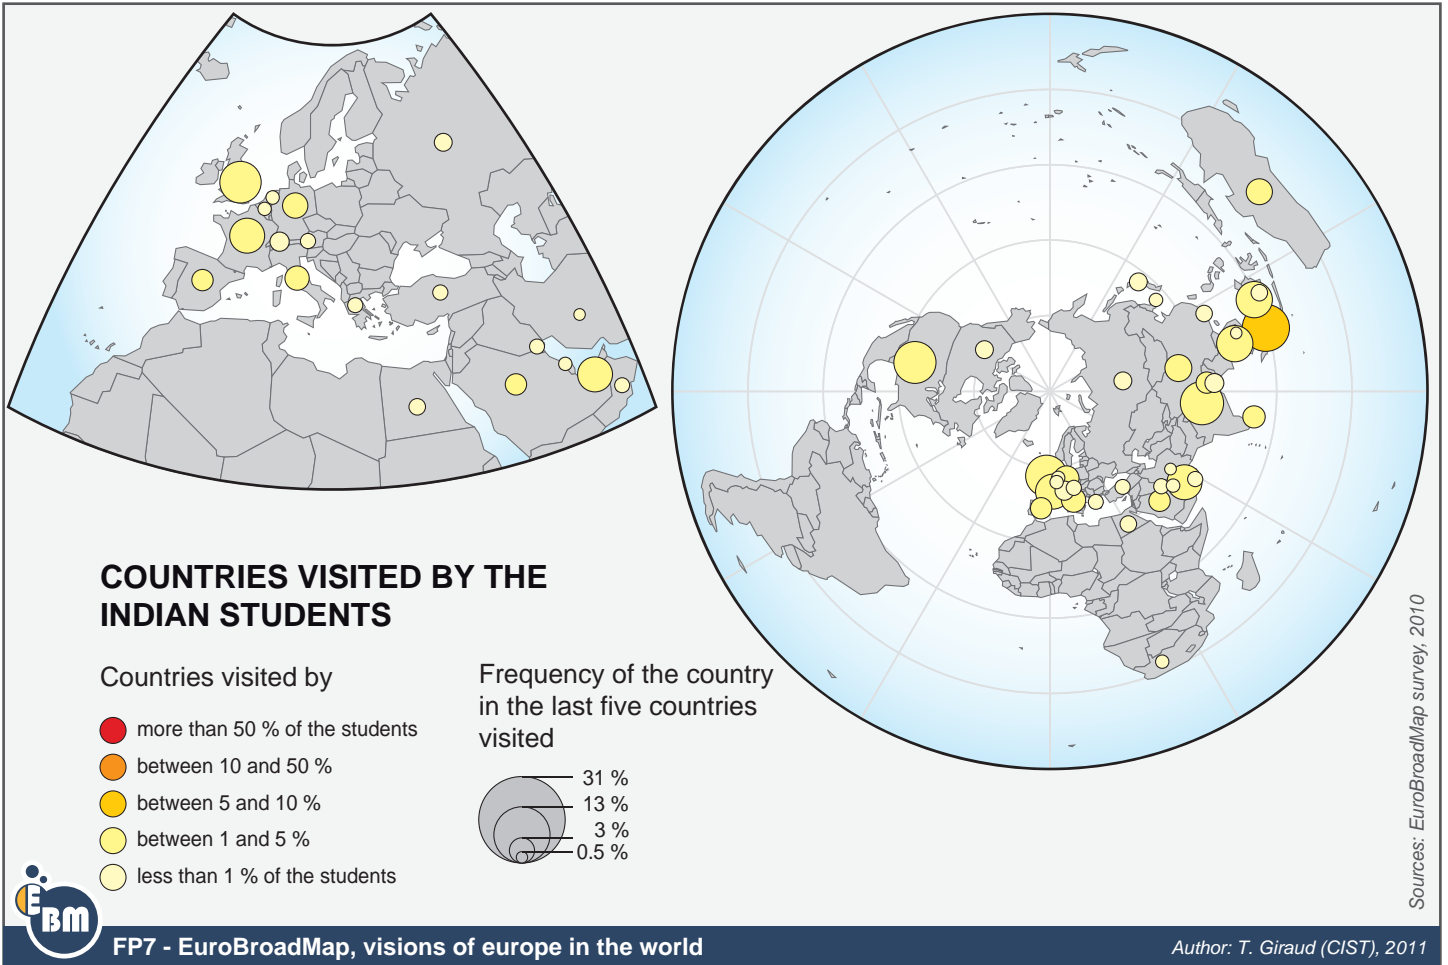 COUNTRIES VISITED BY THE
INDIAN STUDENTS
Countries visited by
more than 50 % of the students
between 10 and 50 %
between 5 and 10 %
between 1 and 5 %
less than 1 % of the students
Frequency of the country
in the last five countries
visited
31 %
13 %
3 %
0.5 %
Sources: EuroBroadMap survey, 2010
EBM
FP7 - EuroBroadMap, visions of europe in the world
Author: T. Giraud (CIST), 2011